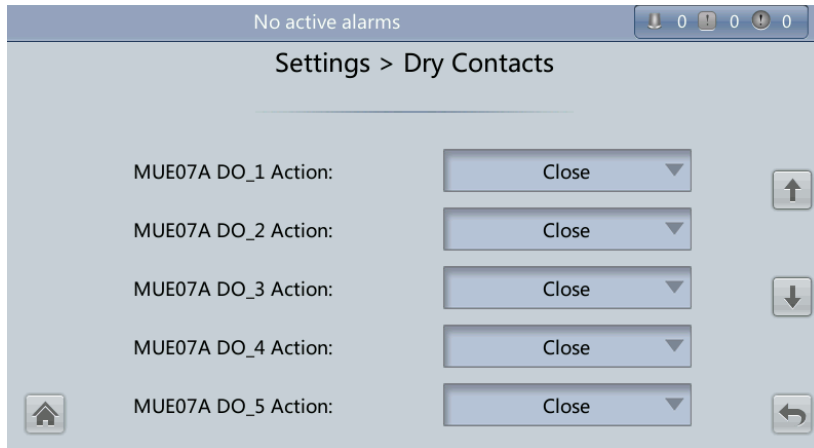 No active alarms 0 0 0
Settings > Dry Contacts
MUE07A DO_1 Action: Close
MUE07A DO_2 Action: Close
MUE07A DO_3 Action: Close
MUE07A DO_4 Action: Close
MUE07A DO_5 Action: Close